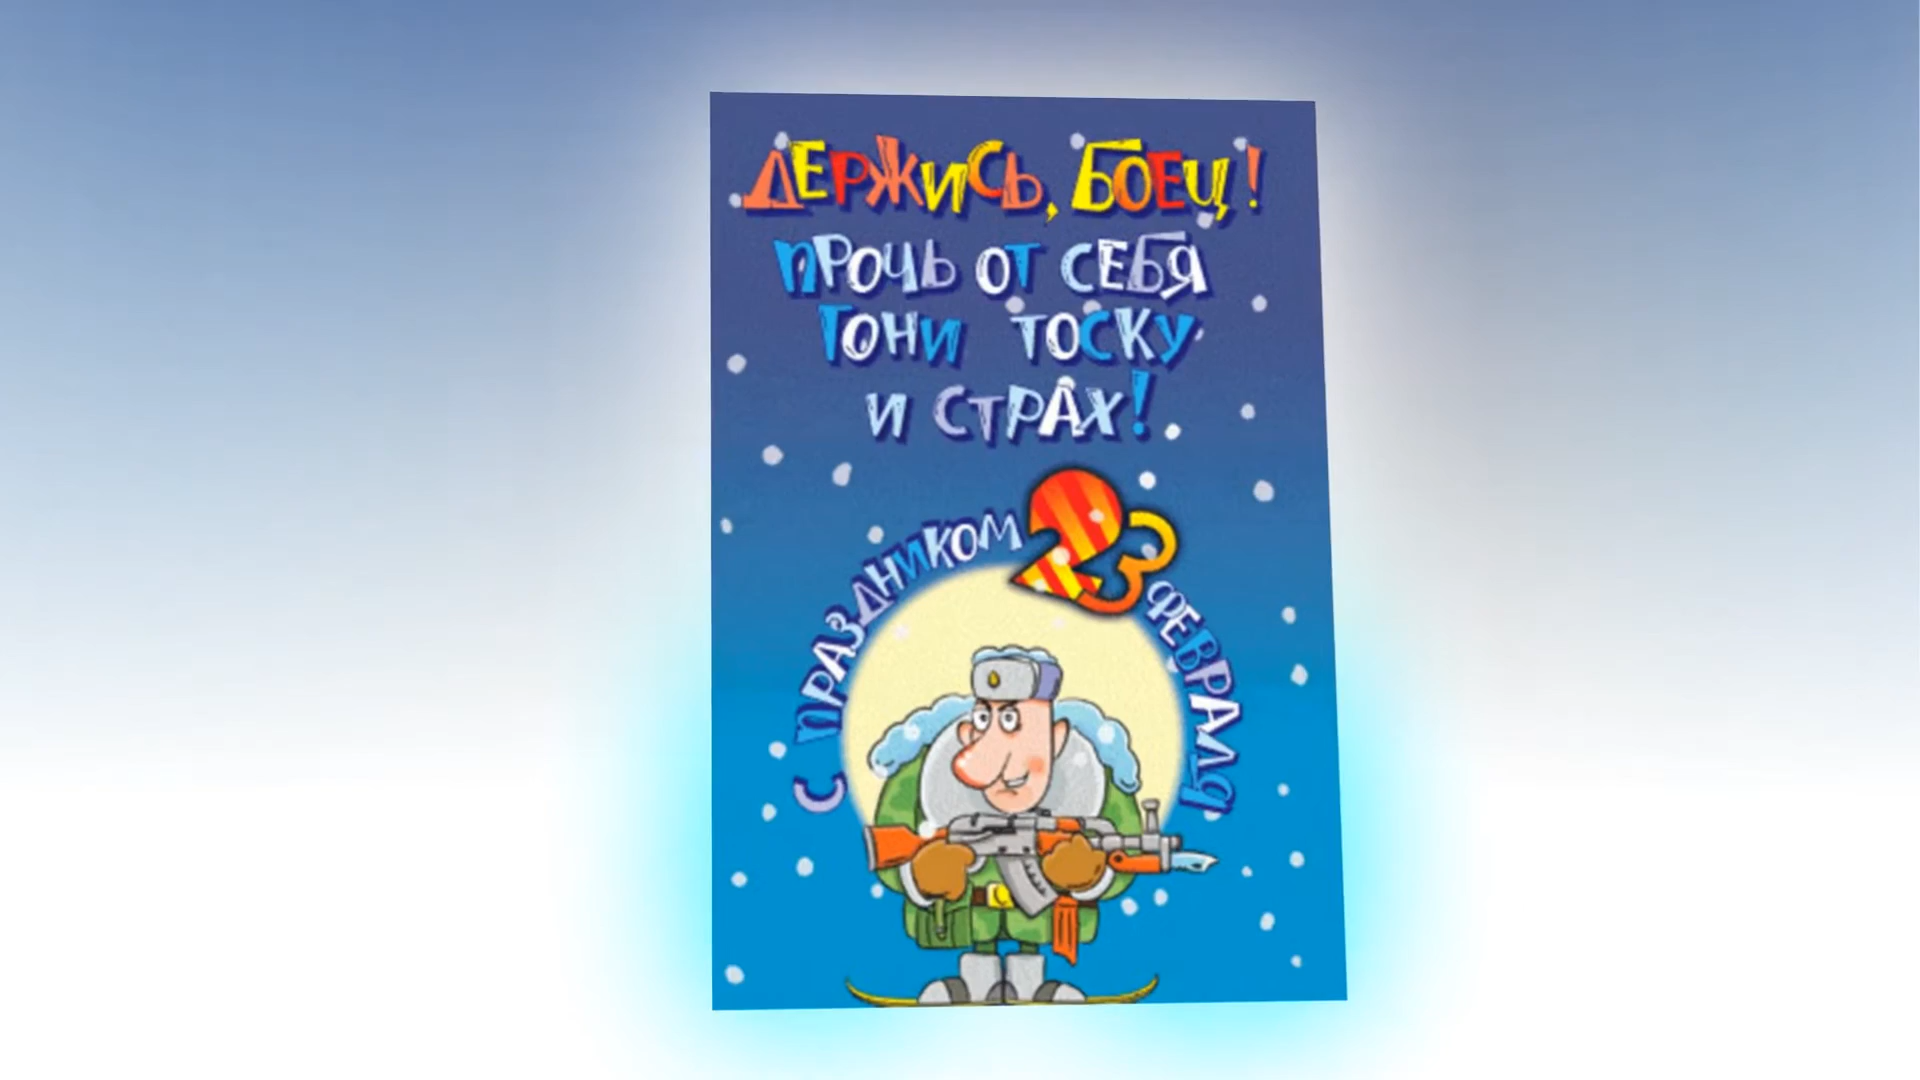 ДЕРЖИСЬ, БОЕЦ!
ПРОЧЬ ОТ СЕБЯ
ГОНИ ТОСКУ
И СТРАХ!
С ПРАЗДНИКОМ 23 ФЕВРАЛЯ